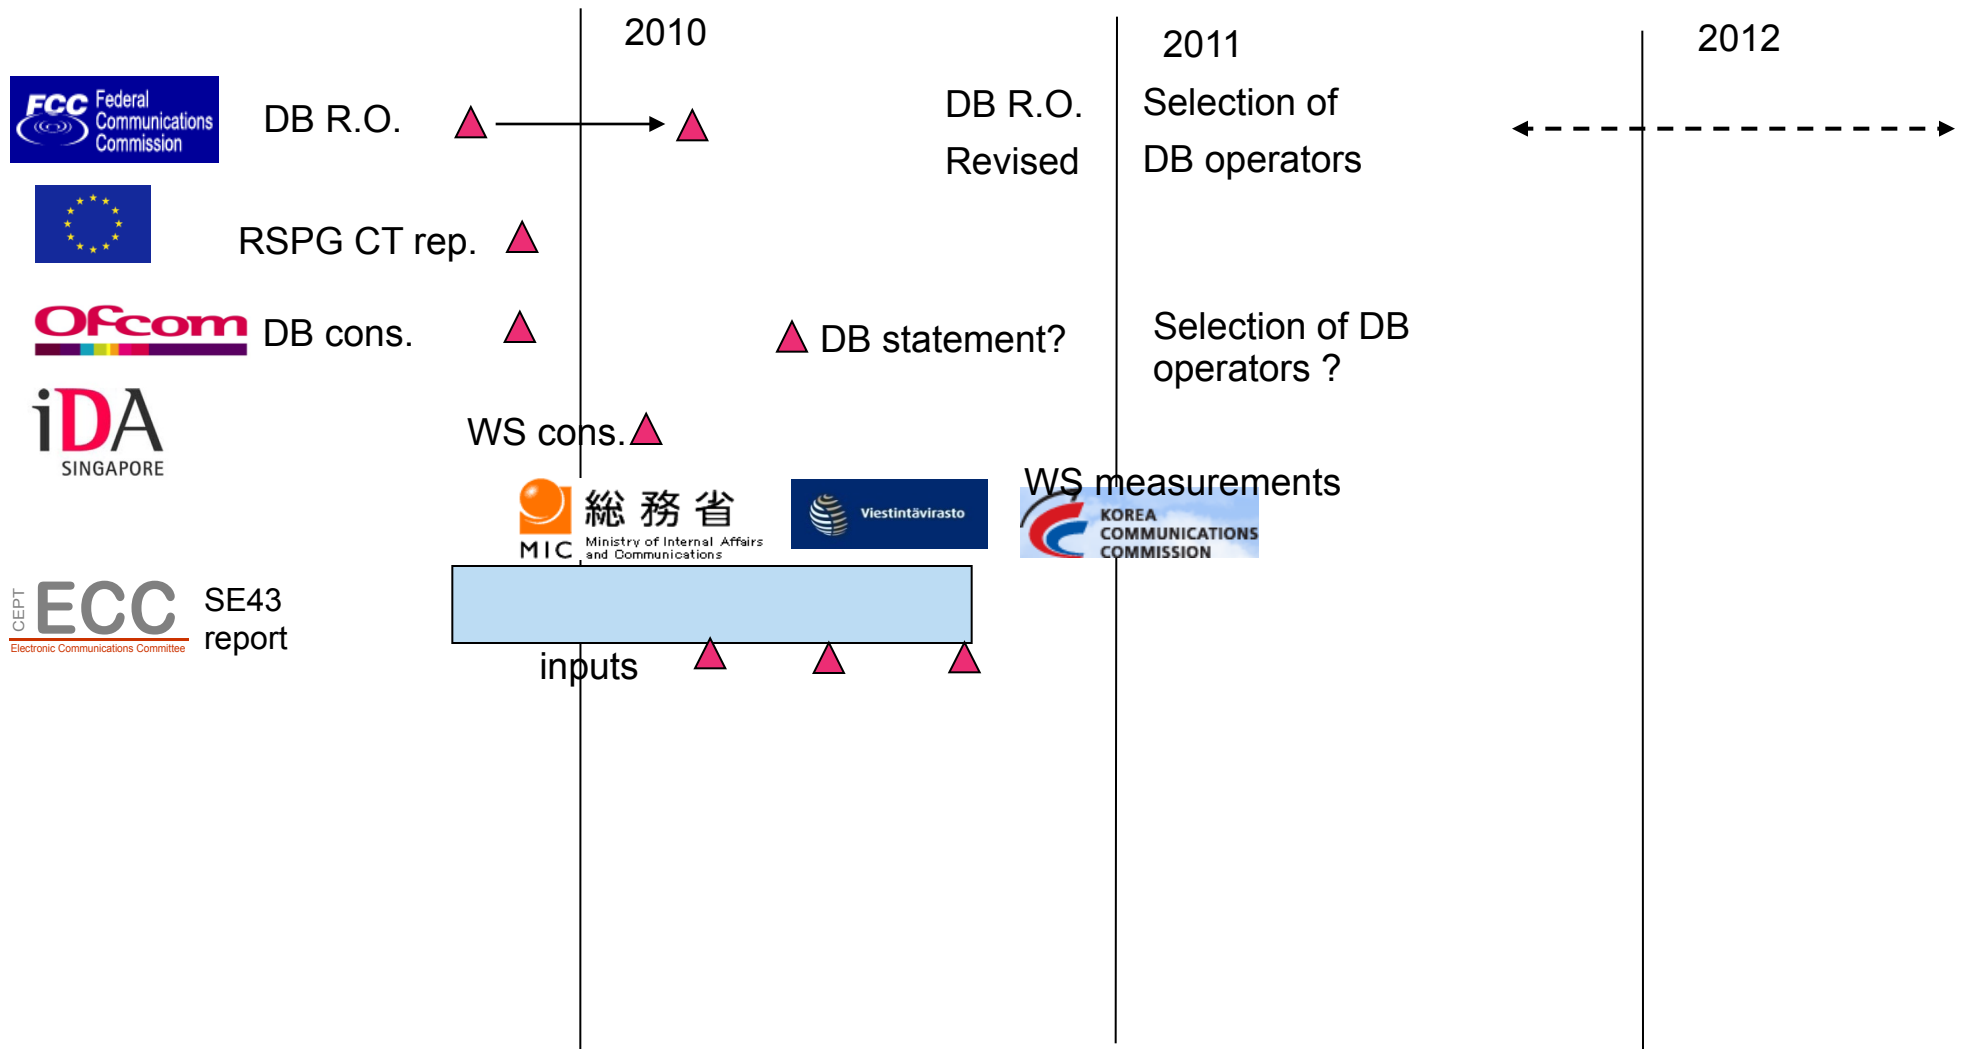 2010
2011
2012
FCC Federal
Communications
Commission
DB R.O.
DB R.O.
Revised
Selection of
DB operators
RSPG CT rep.
Ofcom
DB cons.
DB statement?
Selection of DB
operators ?
iDA
SINGAPORE
WS cons.
WS measurements
総務省
MIC Ministry of Internal Affairs
and Communications
Viestintävirasto
KOREA
COMMUNICATIONS
COMMISSION
CEPT
ECC
Electronic Communications Committee
SE43
report
inputs